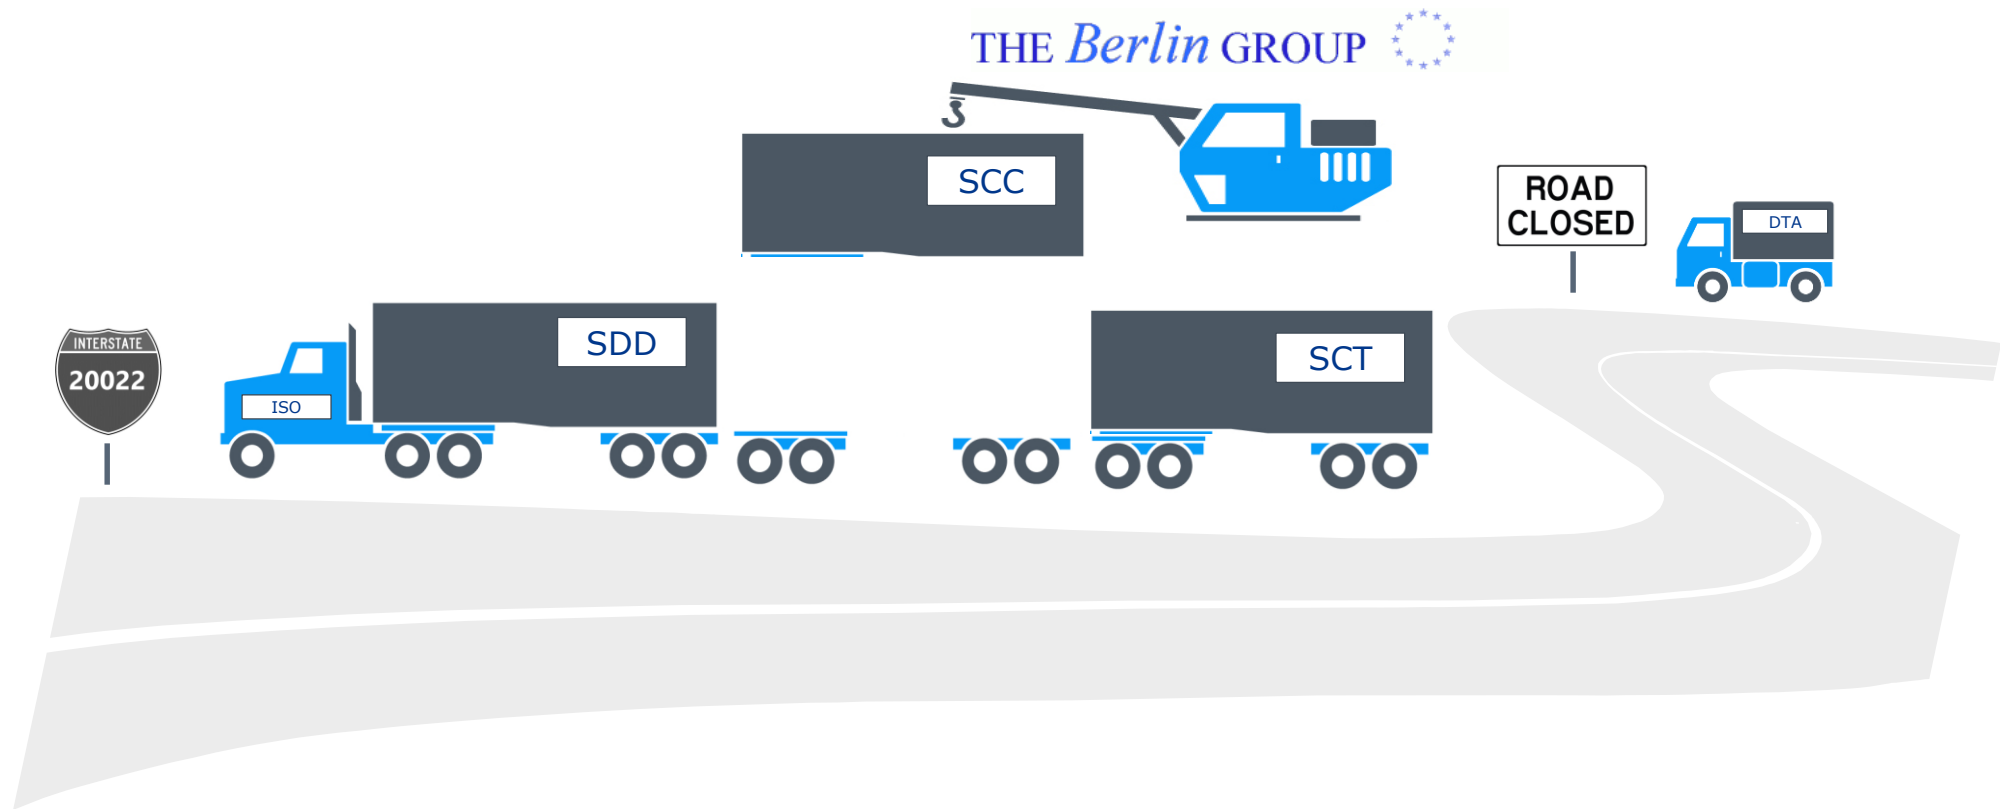 THE Berlin GROUP
SCC
ROAD
CLOSED
DTA
INTERSTATE
20022
ISO
SDD
SCT